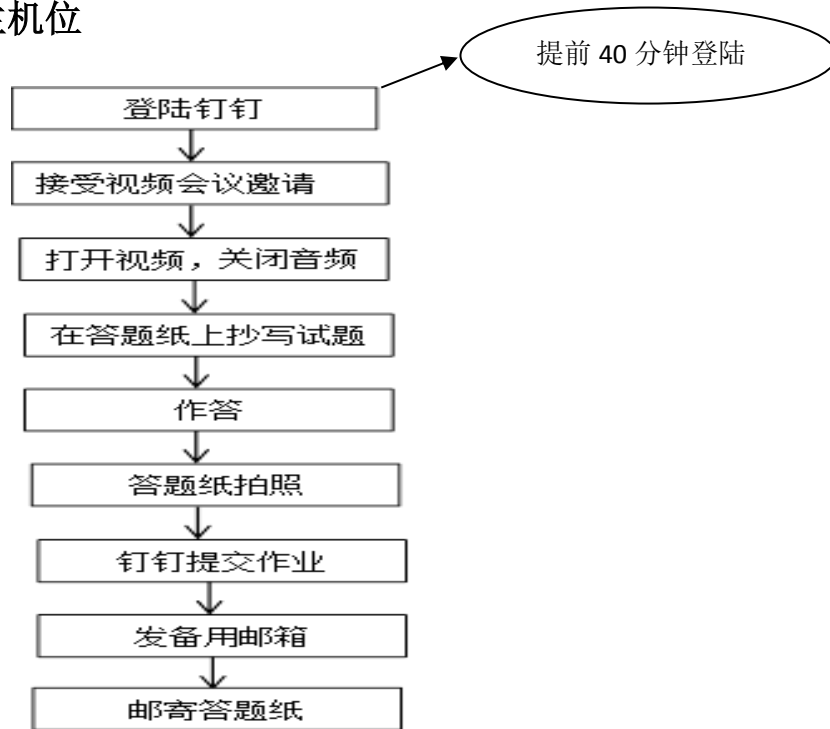 主机位
提前 40 分钟登陆
登陆钉钉
接受视频会议邀请
打开视频，关闭音频
在答题纸上抄写试题
作答
答题纸拍照
钉钉提交作业
发备用邮箱
邮寄答题纸